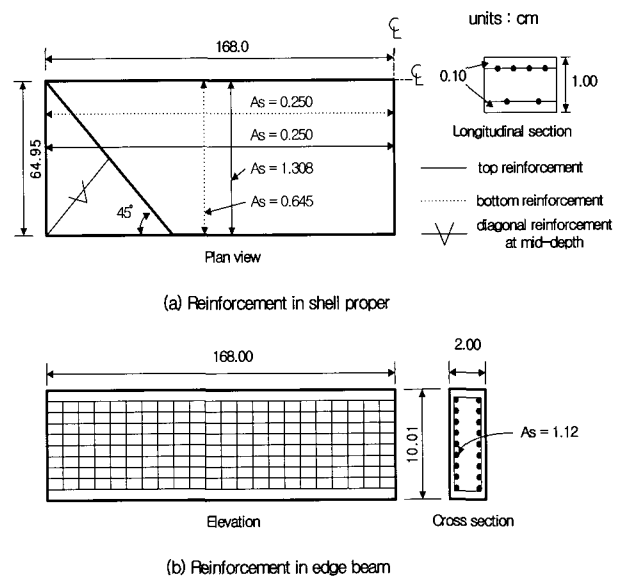 units : cm
℄
168.0
℄
0.10
1.00
Longitudinal section
As = 0.250
As = 0.250
As = 1.308
As = 0.645
64.95
45°
Plan view
top reinforcement
bottom reinforcement
diagonal reinforcement
at mid-depth
(a) Reinforcement in shell proper
168.00
2.00
10.01
As = 1.12
Elevation
Cross section
(b) Reinforcement in edge beam